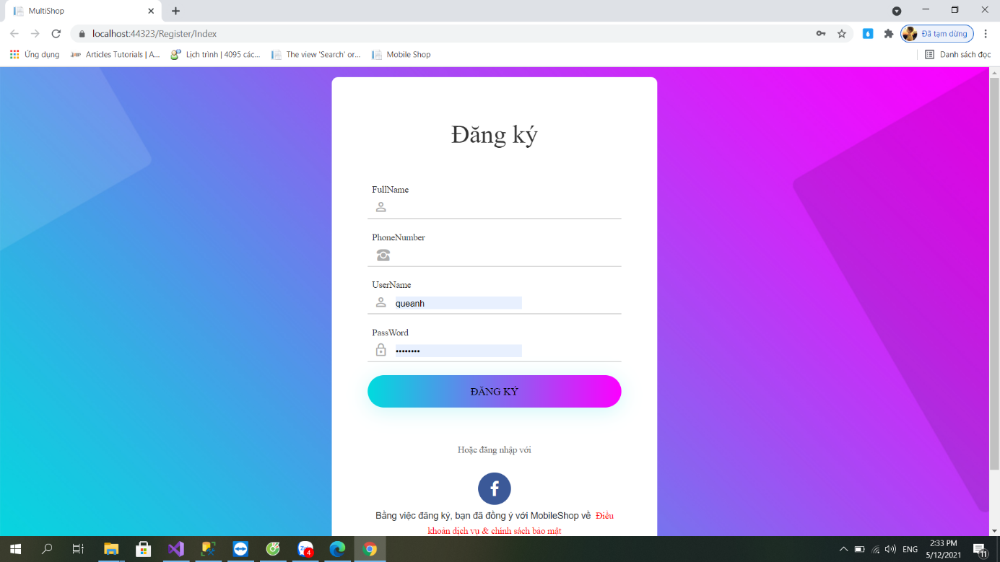 MultiShop
localhost:44323/Register/Index
Đã tạm dừng
Ứng dụng
Articles Tutorials | A...
Lịch trình | 4095 các...
The view 'Search' or...
Mobile Shop
Danh sách đọc
Đăng ký
FullName
PhoneNumber
UserName
queanh
PassWord
••••••••
ĐĂNG KÝ
Hoặc đăng nhập với
Bằng việc đăng ký, bạn đã đồng ý với MobileShop về Điều
khoản dịch vụ & chính sách bảo mật
4
ENG
2:33 PM
5/12/2021
11